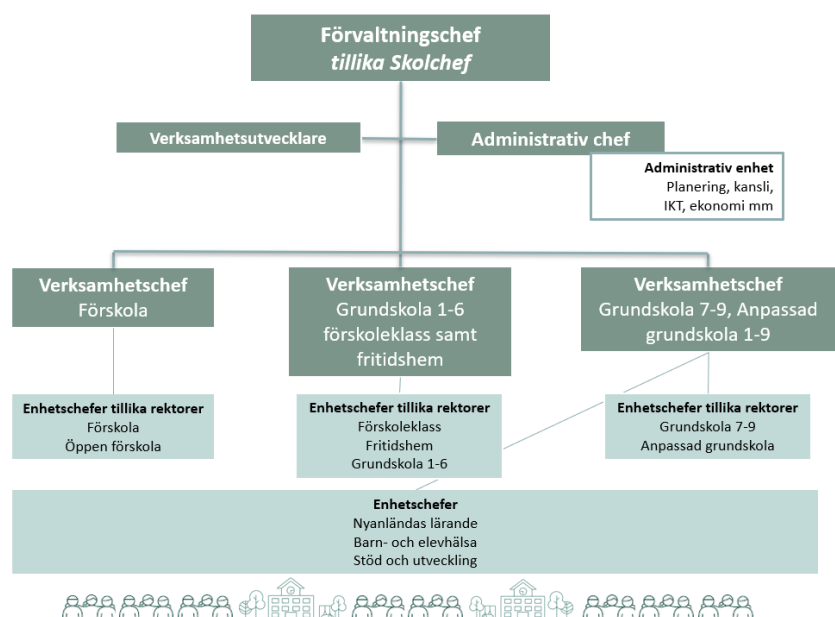 Förvaltningschef
tillika Skolchef
Verksamhetsutvecklare
Administrativ chef
Administrativ enhet
Planering, kansli,
IKT, ekonomi mm
Verksamhetschef
Förskola
Verksamhetschef
Grundskola 1-6
förskoleklass samt
fritidshem
Verksamhetschef
Grundskola 7-9, Anpassad
grundskola 1-9
Enhetschefer tillika rektorer
Förskola
Öppen förskola
Enhetschefer tillika rektorer
Förskoleklass
Fritidshem
Grundskola 1-6
Enhetschefer tillika rektorer
Grundskola 7-9
Anpassad grundskola
Enhetschefer
Nyanländas lärande
Barn- och elevhälsa
Stöd och utveckling